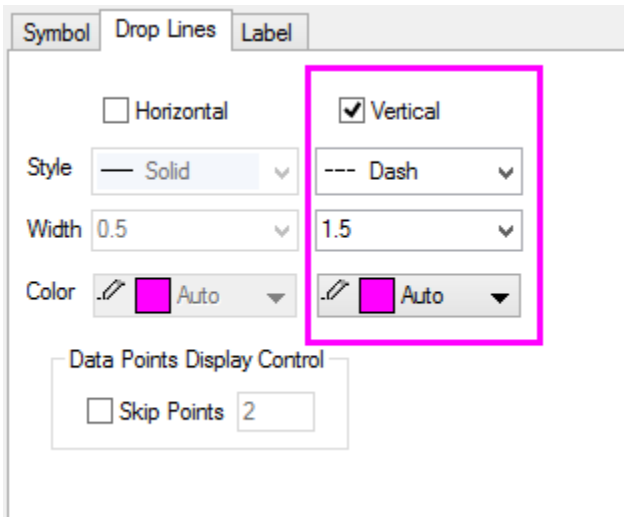 Symbol Drop Lines Label
Horizontal Vertical
Style Solid --- Dash
Width 0.5 1.5
Color Auto Auto
Data Points Display Control
Skip Points 2